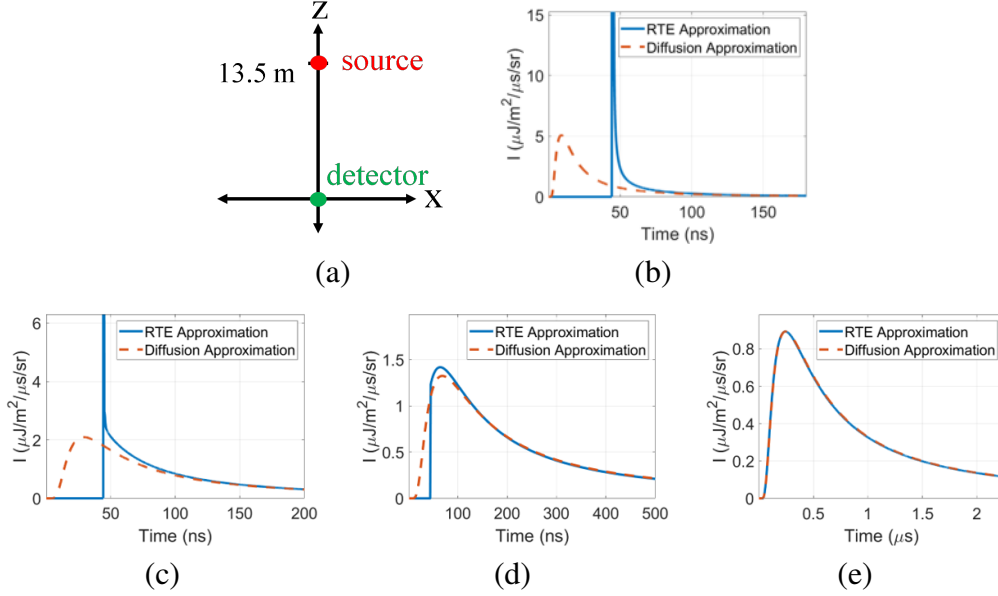 Z
13.5 m
source
detector
X
(a)
15
10
5
0
I (μJ/m²/μs/sr)
RTE Approximation
Diffusion Approximation
50
100
150
Time (ns)
(b)
6
4
2
0
I (μJ/m²/μs/sr)
RTE Approximation
Diffusion Approximation
50
100
150
200
Time (ns)
(c)
1.5
1
0.5
0
I (μJ/m²/μs/sr)
RTE Approximation
Diffusion Approximation
100
200
300
400
500
Time (ns)
(d)
0.8
0.6
0.4
0.2
0
I (μJ/m²/μs/sr)
RTE Approximation
Diffusion Approximation
0.5
1
1.5
2
Time (μs)
(e)